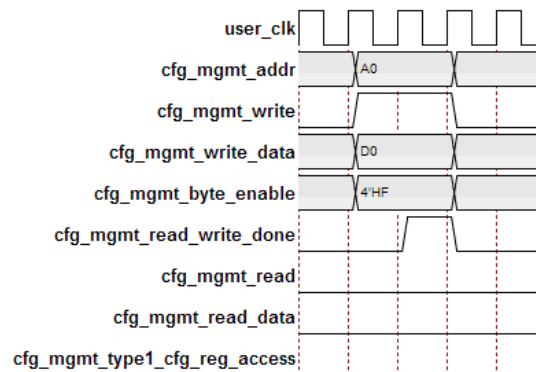 user_clk
cfg_mgmt_addr A0
cfg_mgmt_write
cfg_mgmt_write_data D0
cfg_mgmt_byte_enable 4'HF
cfg_mgmt_read_write_done
cfg_mgmt_read
cfg_mgmt_read_data
cfg_mgmt_type1_cfg_reg_access